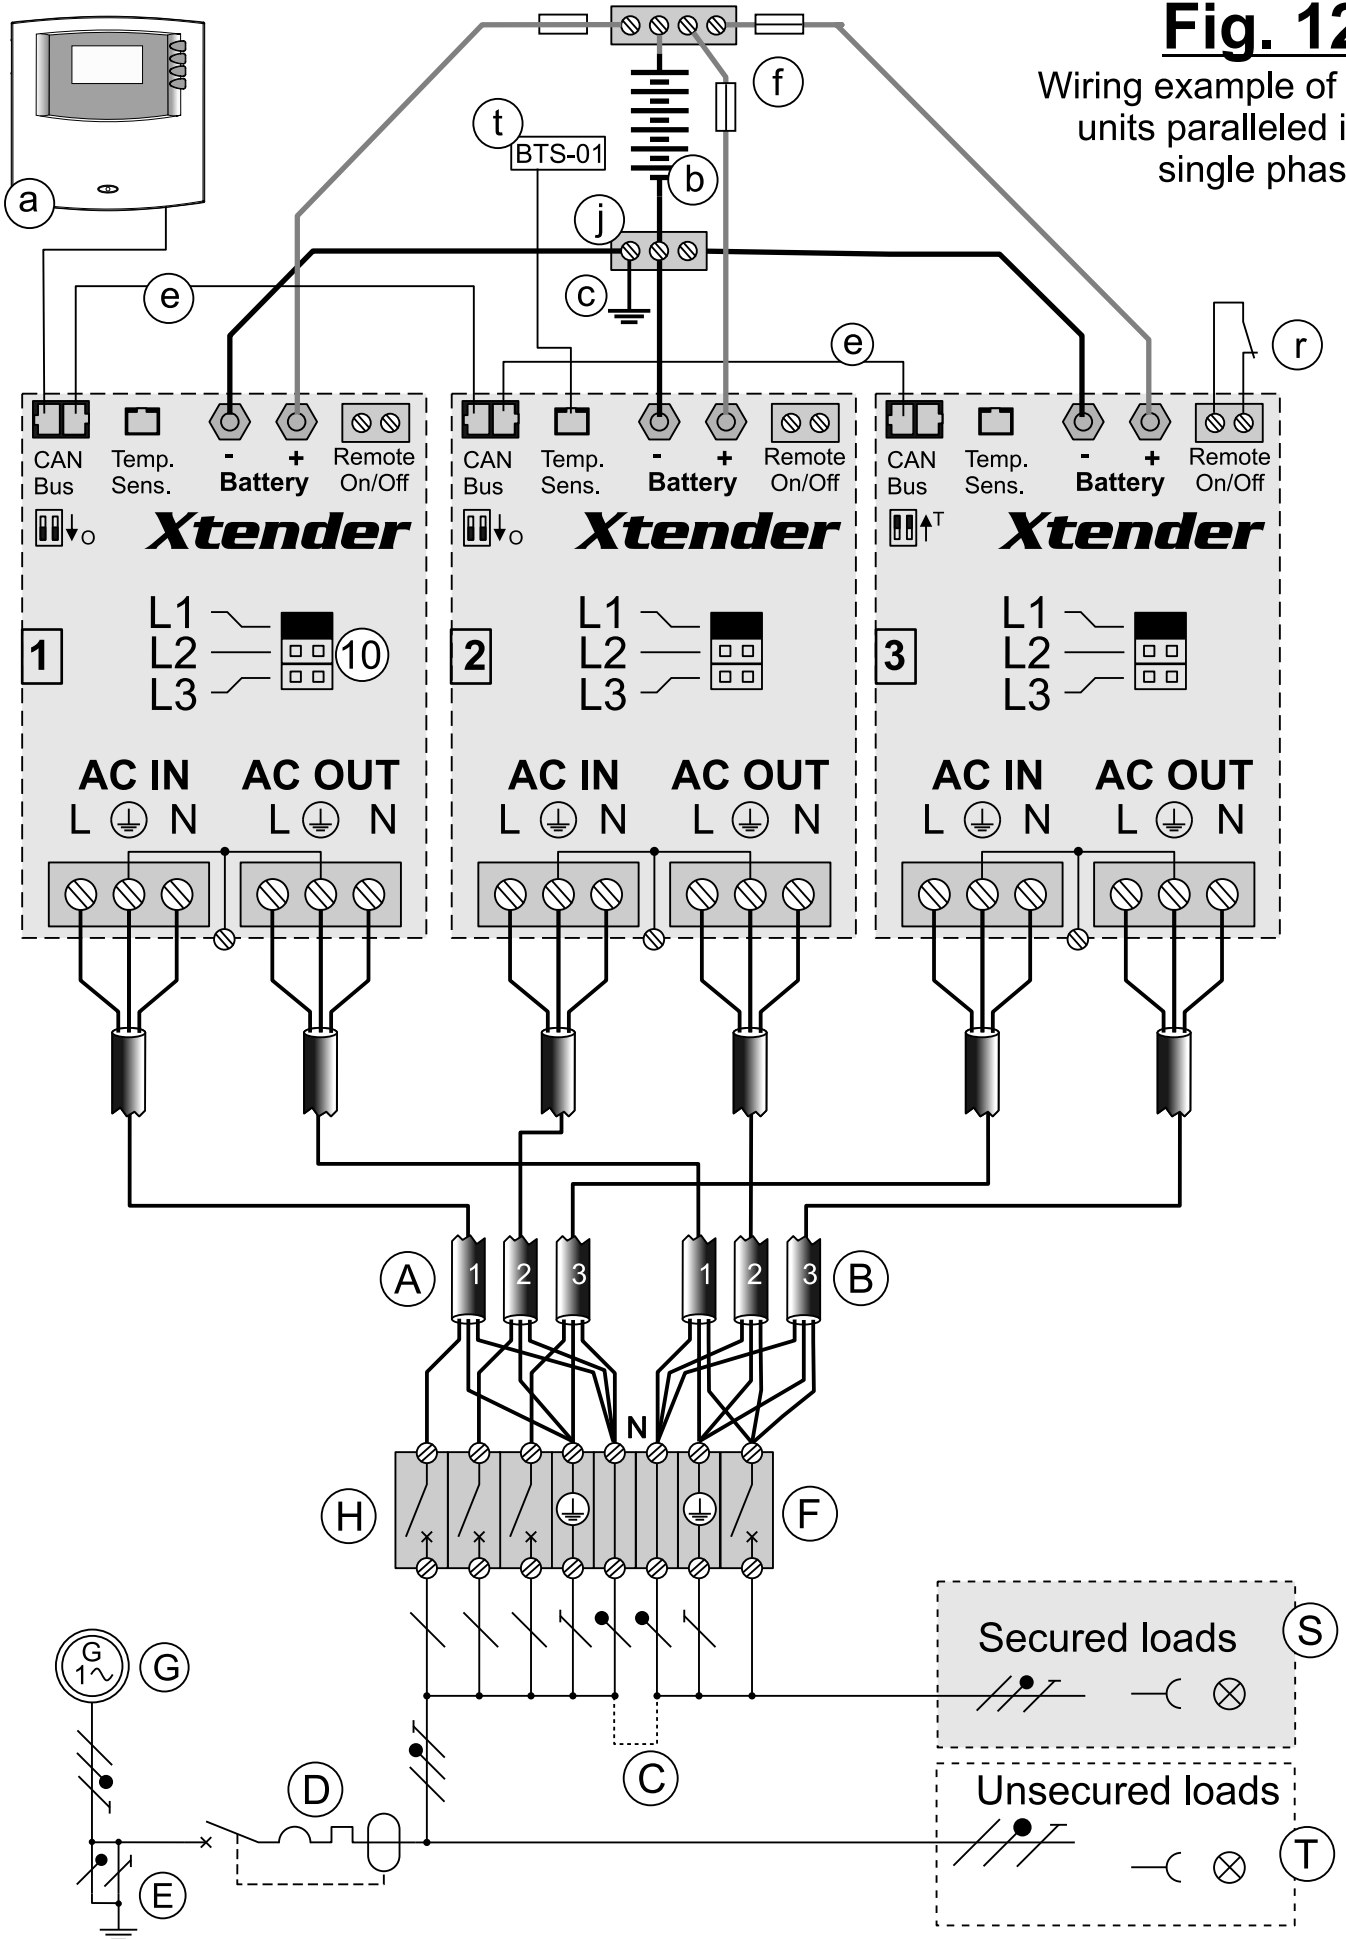 Fig. 12
Wiring example of
units paralleled i
single phas
a
t
BTS-01
f
b
j
c
e
e
r
CAN Bus
Temp. Sens.
- +
Battery
Remote On/Off
O
Xtender
L1
L2
L3
1
10
AC IN
AC OUT
L N
L N
CAN Bus
Temp. Sens.
- +
Battery
Remote On/Off
O
Xtender
L1
L2
L3
2
AC IN
AC OUT
L N
L N
CAN Bus
Temp. Sens.
- +
Battery
Remote On/Off
T
Xtender
L1
L2
L3
3
AC IN
AC OUT
L N
L N
A
1
2
3
1
2
3
B
N
H
F
G
1
G
Secured loads
S
C
D
Unsecured loads
T
E